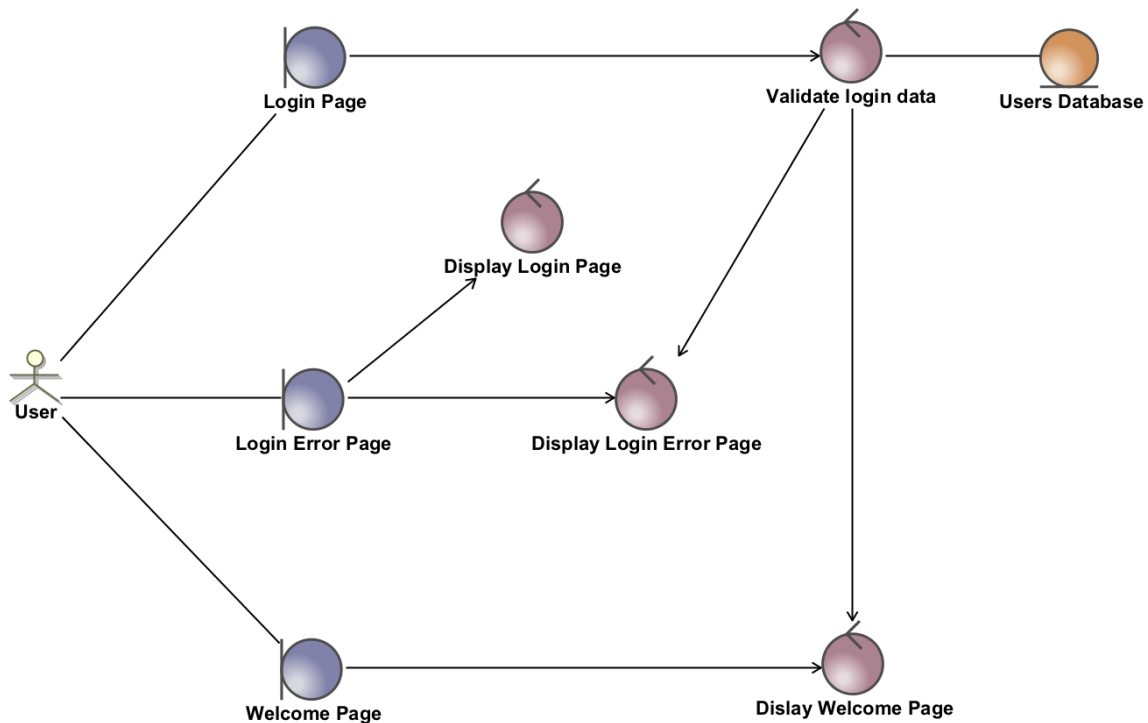 Login Page
Validate login data
Users Database
Display Login Page
User
Login Error Page
Display Login Error Page
Welcome Page
Dislay Welcome Page